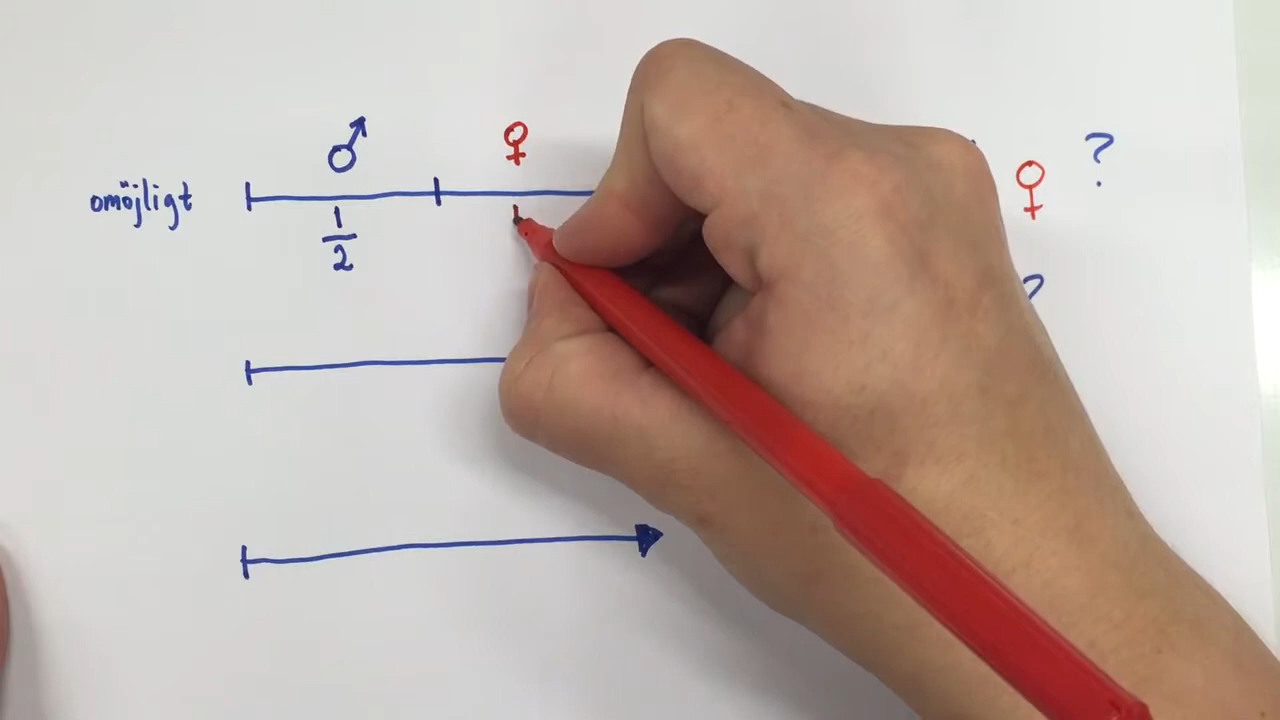 ♂ ♀ ♀ ?
omöjligt
1
2
?